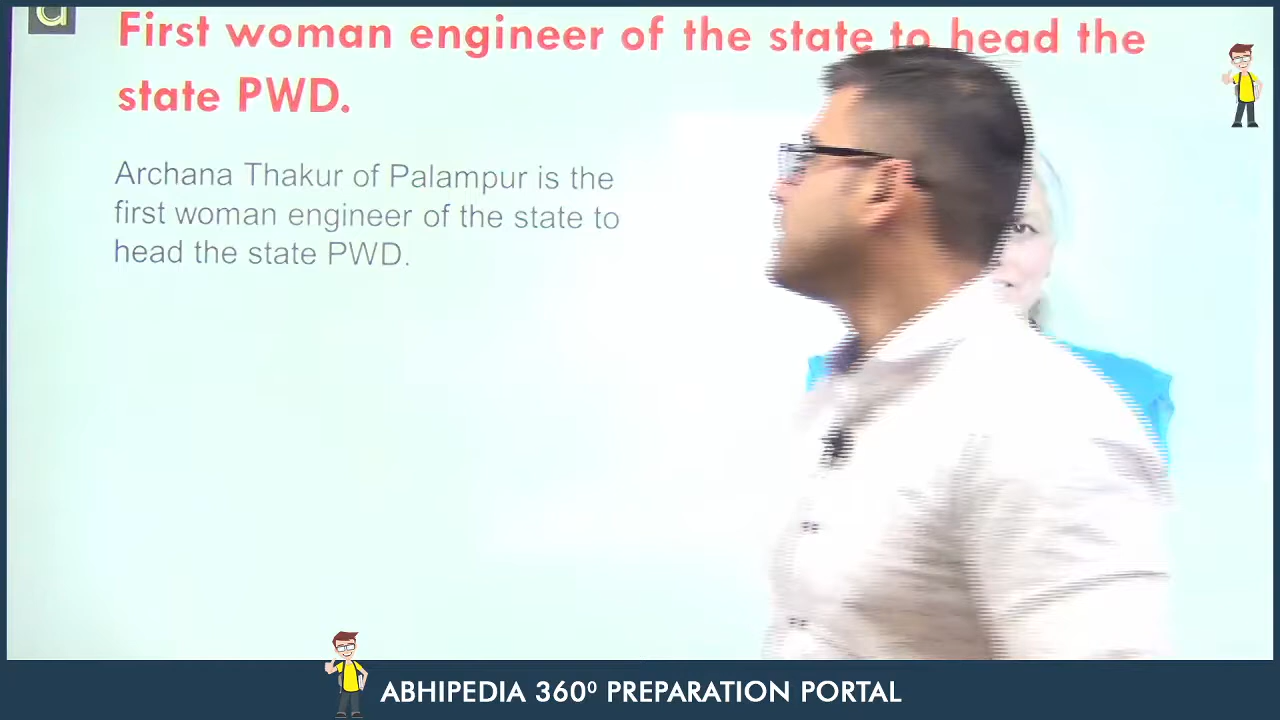 First woman engineer of the state to head the
state PWD.
Archana Thakur of Palampur is the
first woman engineer of the state to
head the state PWD.
ABHIPEDIA 360⁰ PREPARATION PORTAL